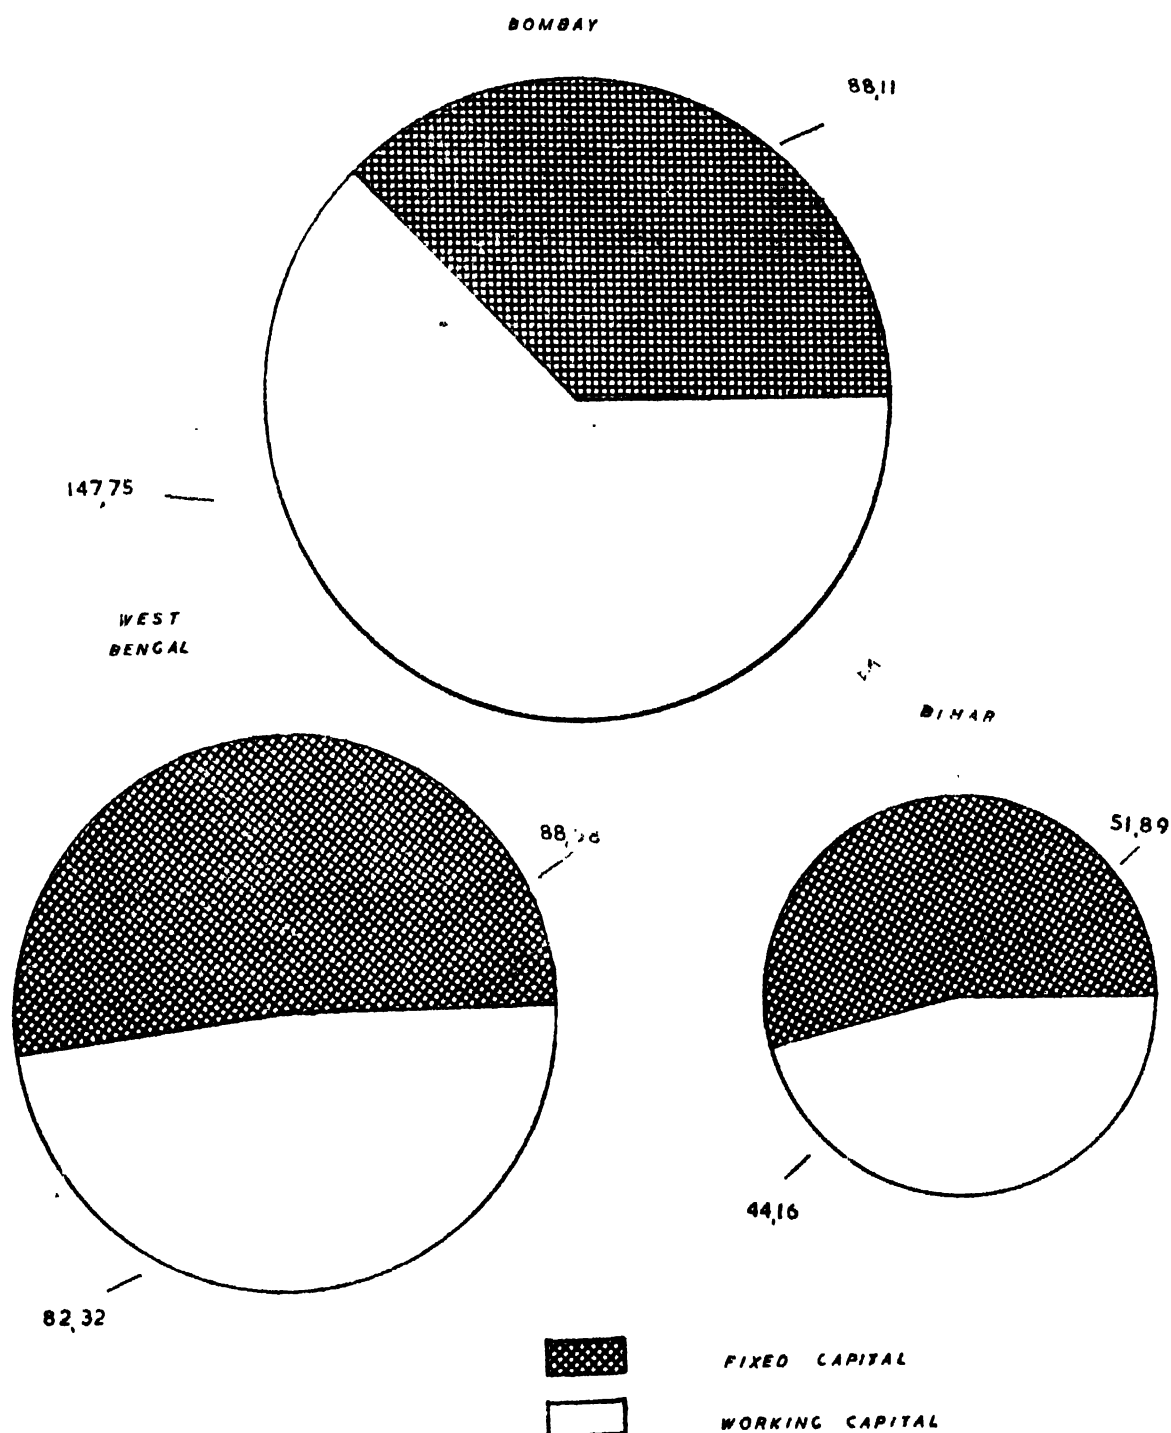 BOMBAY
88,11
147,75
WEST
BENGAL
BIHAR
51,89
44,16
82,32
FIXED CAPITAL
WORKING CAPITAL